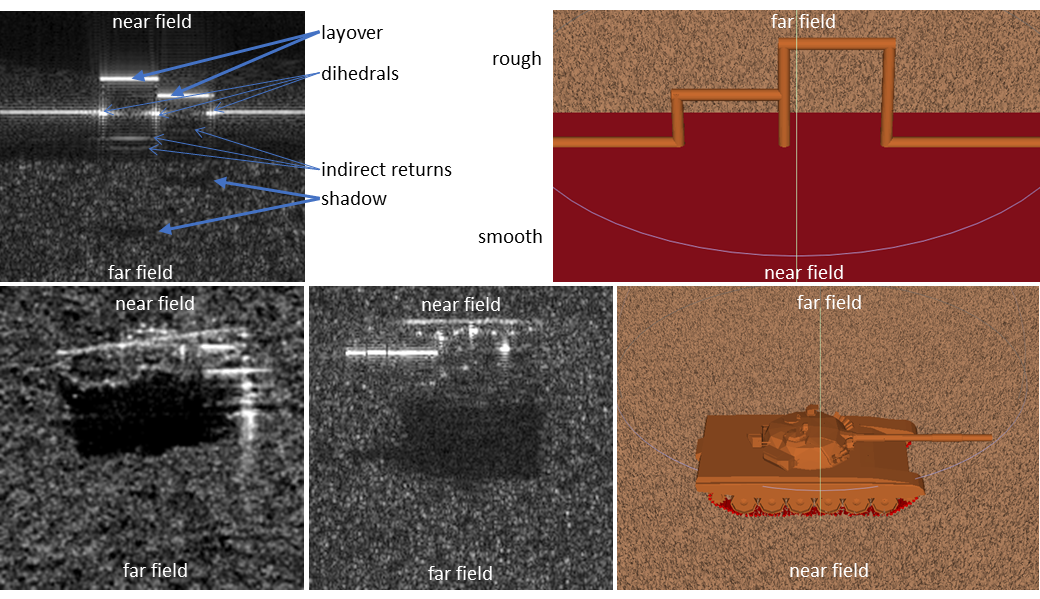 near field
layover
dihedrals
indirect returns
shadow
far field
rough
smooth
far field
near field
near field
far field
near field
far field
far field
near field